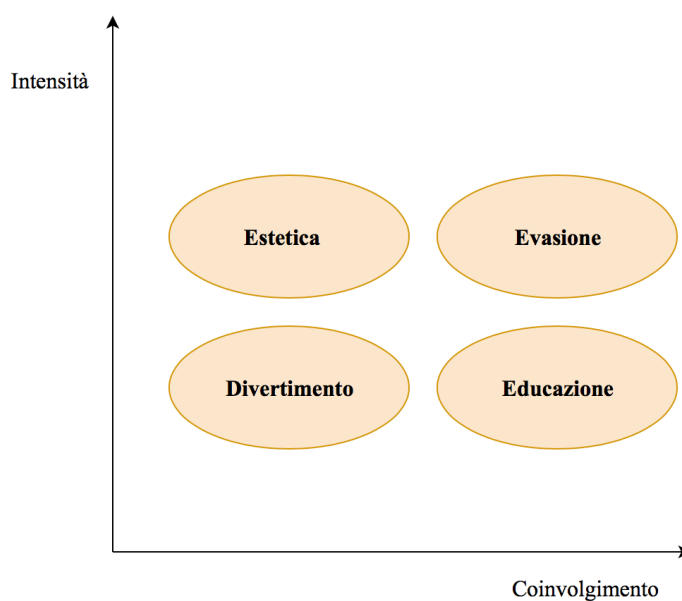 Intensità
Estetica
Evasione
Divertimento
Educazione
Coinvolgimento